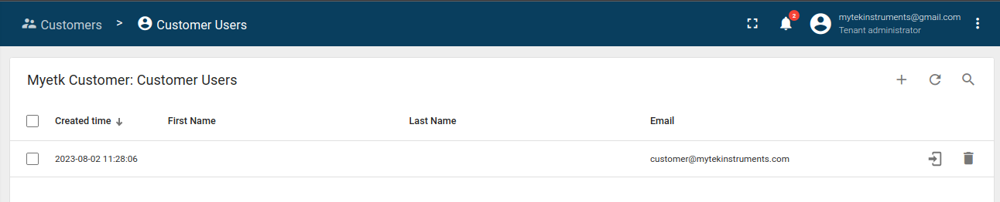 Customers > Customer Users
2
mytekinstruments@gmail.com
Tenant administrator
Myetk Customer: Customer Users
Created time First Name Last Name Email
2023-08-02 11:28:06 customer@mytekinstruments.com